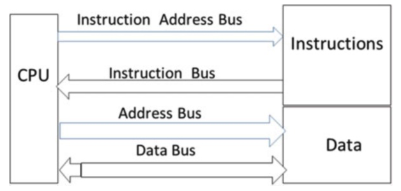 Instruction Address Bus
Instructions
CPU
Instruction Bus
Address Bus
Data
Data Bus